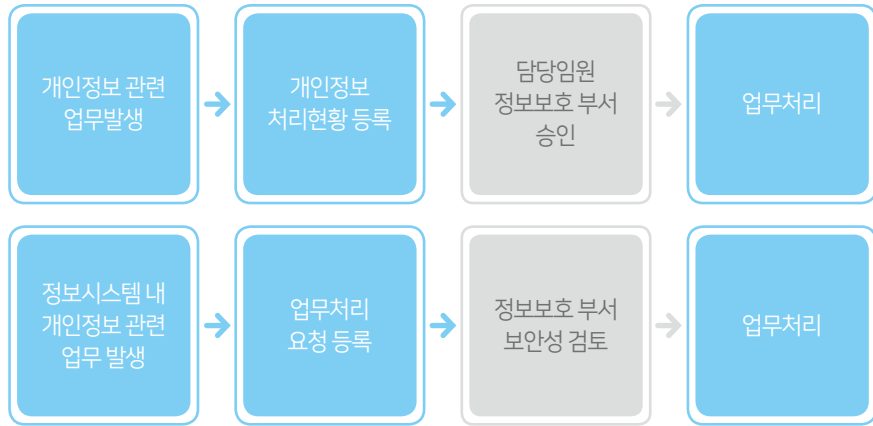 개인정보 관련
업무발생
개인정보
처리현황 등록
담당임원
정보보호 부서
승인
업무처리
정보시스템 내
개인정보 관련
업무 발생
업무처리
요청 등록
정보보호 부서
보안성 검토
업무처리